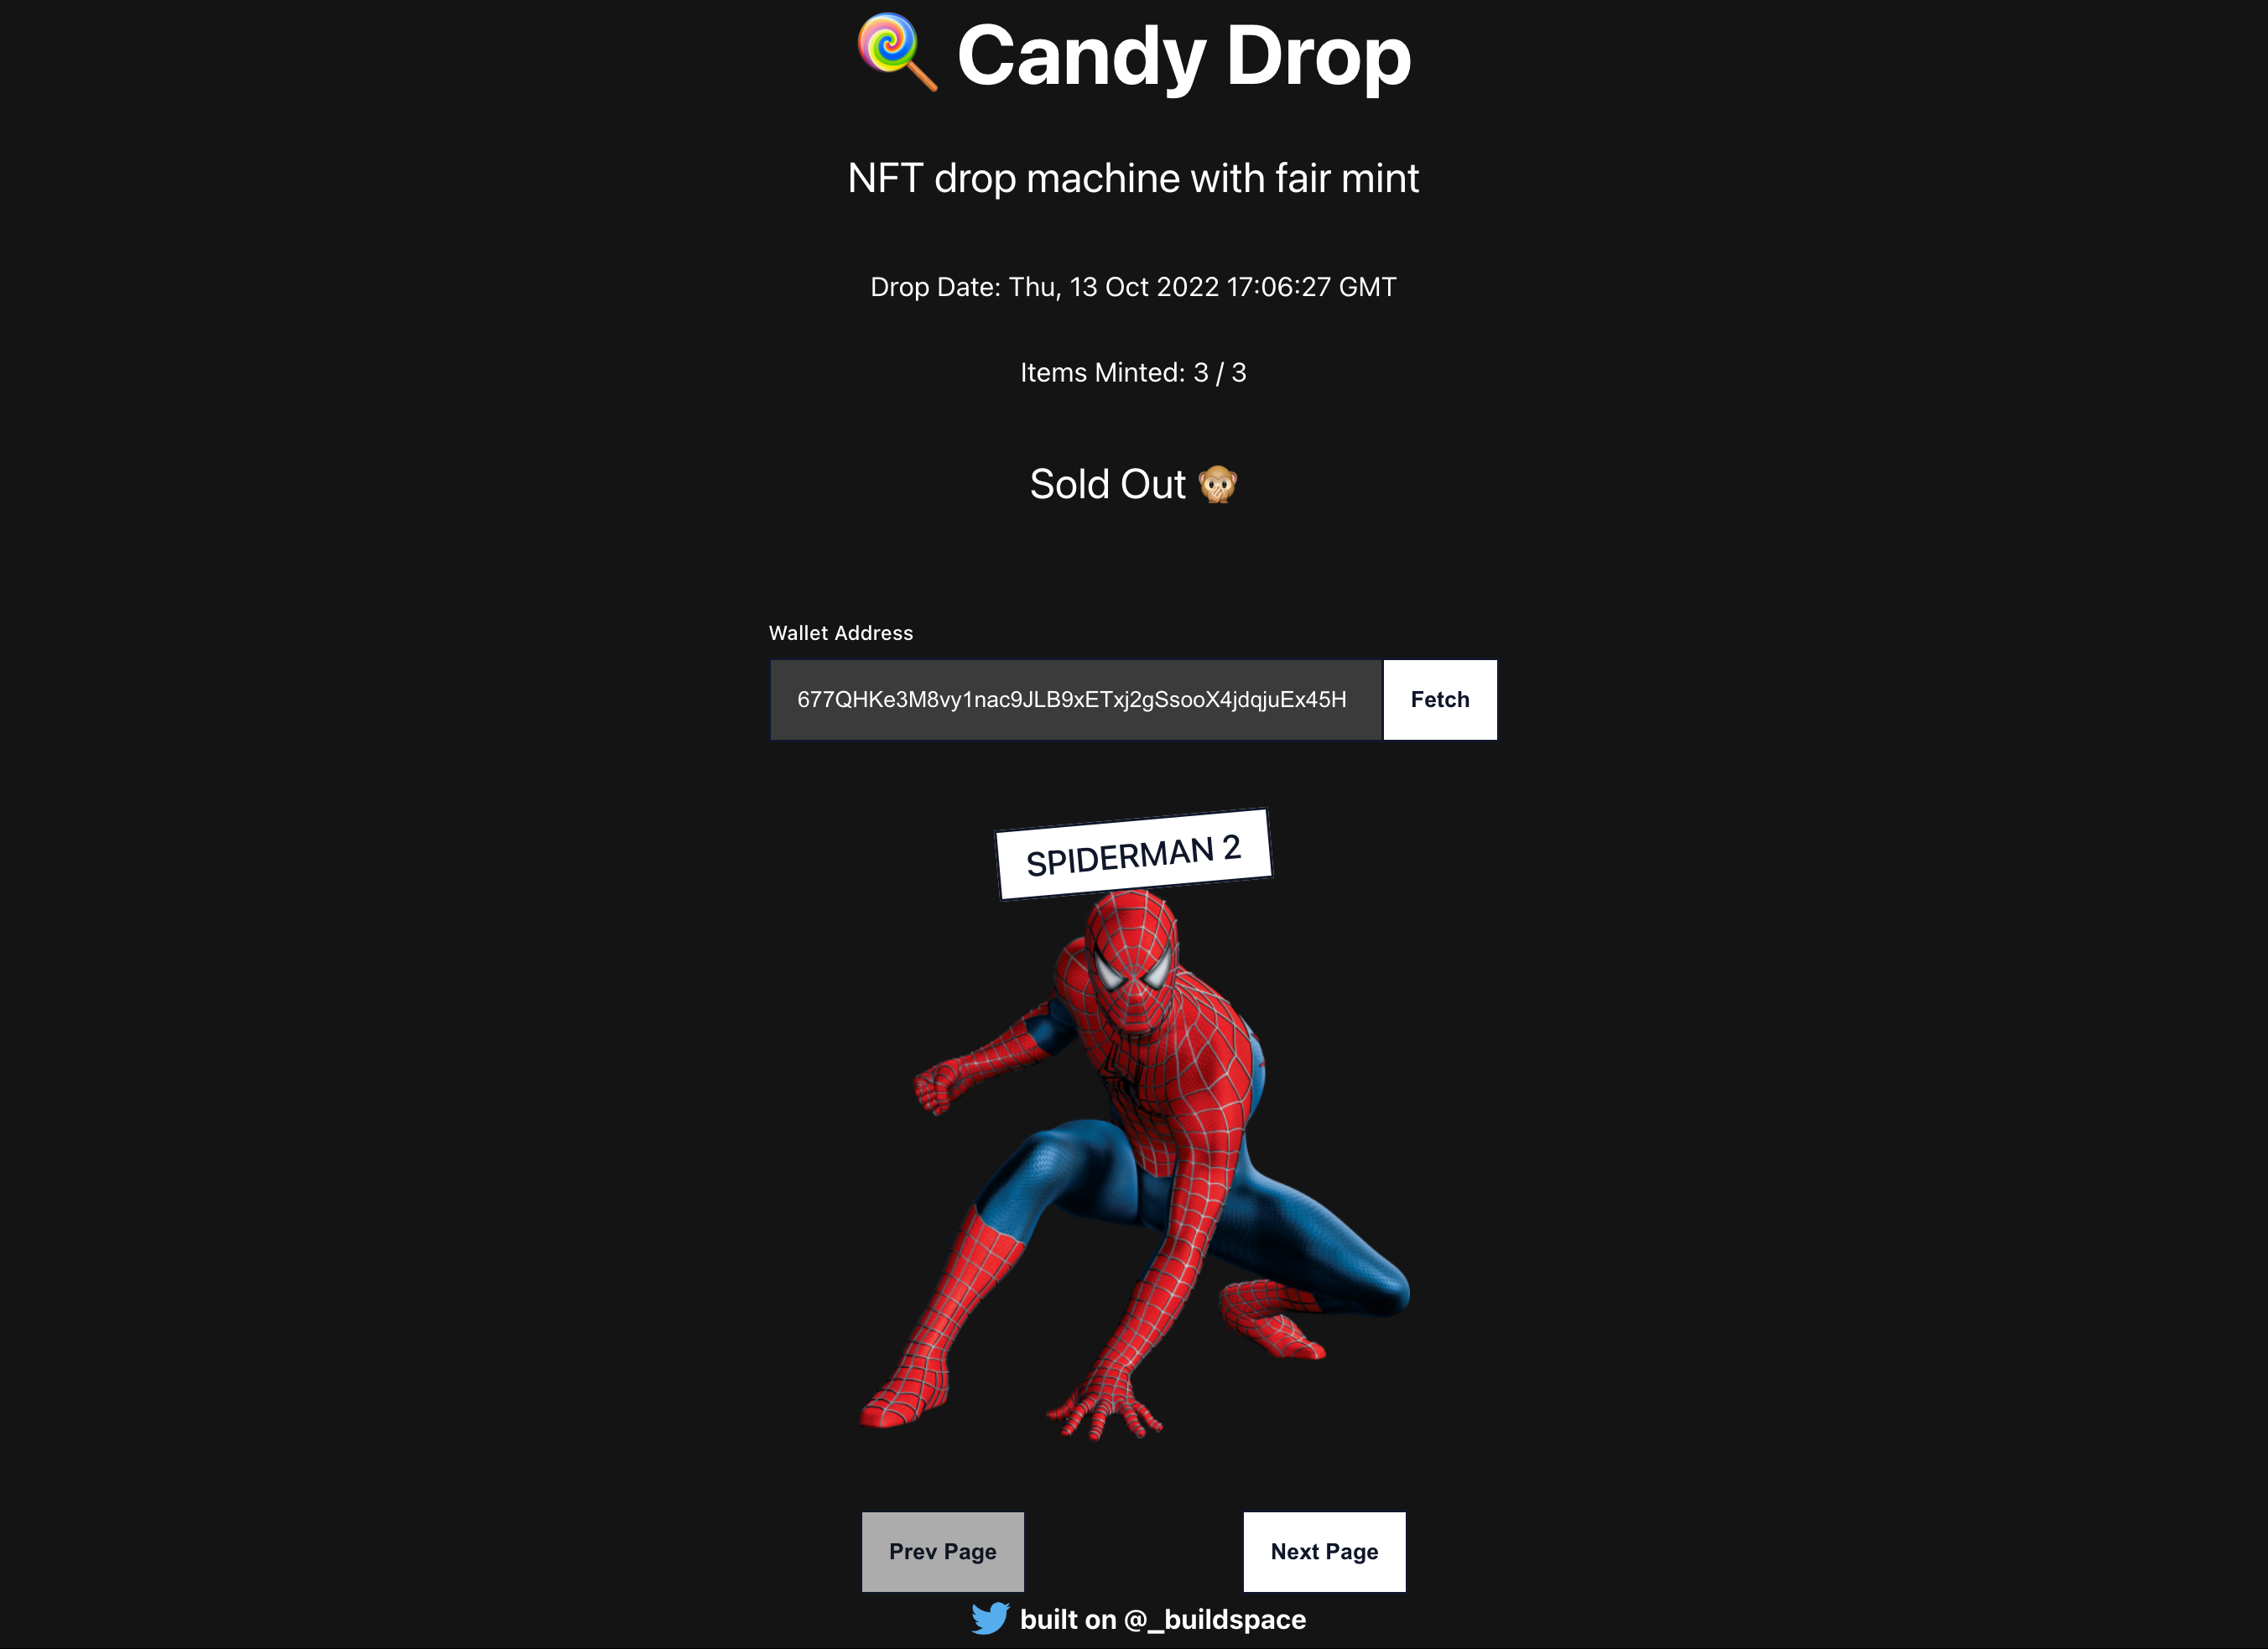 🍭 Candy Drop
NFT drop machine with fair mint
Drop Date: Thu, 13 Oct 2022 17:06:27 GMT
Items Minted: 3 / 3
Sold Out 🙊
Wallet Address
677QHKe3M8vy1nac9JLB9xETxj2gSsooX4jdqjuEx45H Fetch
SPIDERMAN 2
Prev Page Next Page
built on @_buildspace